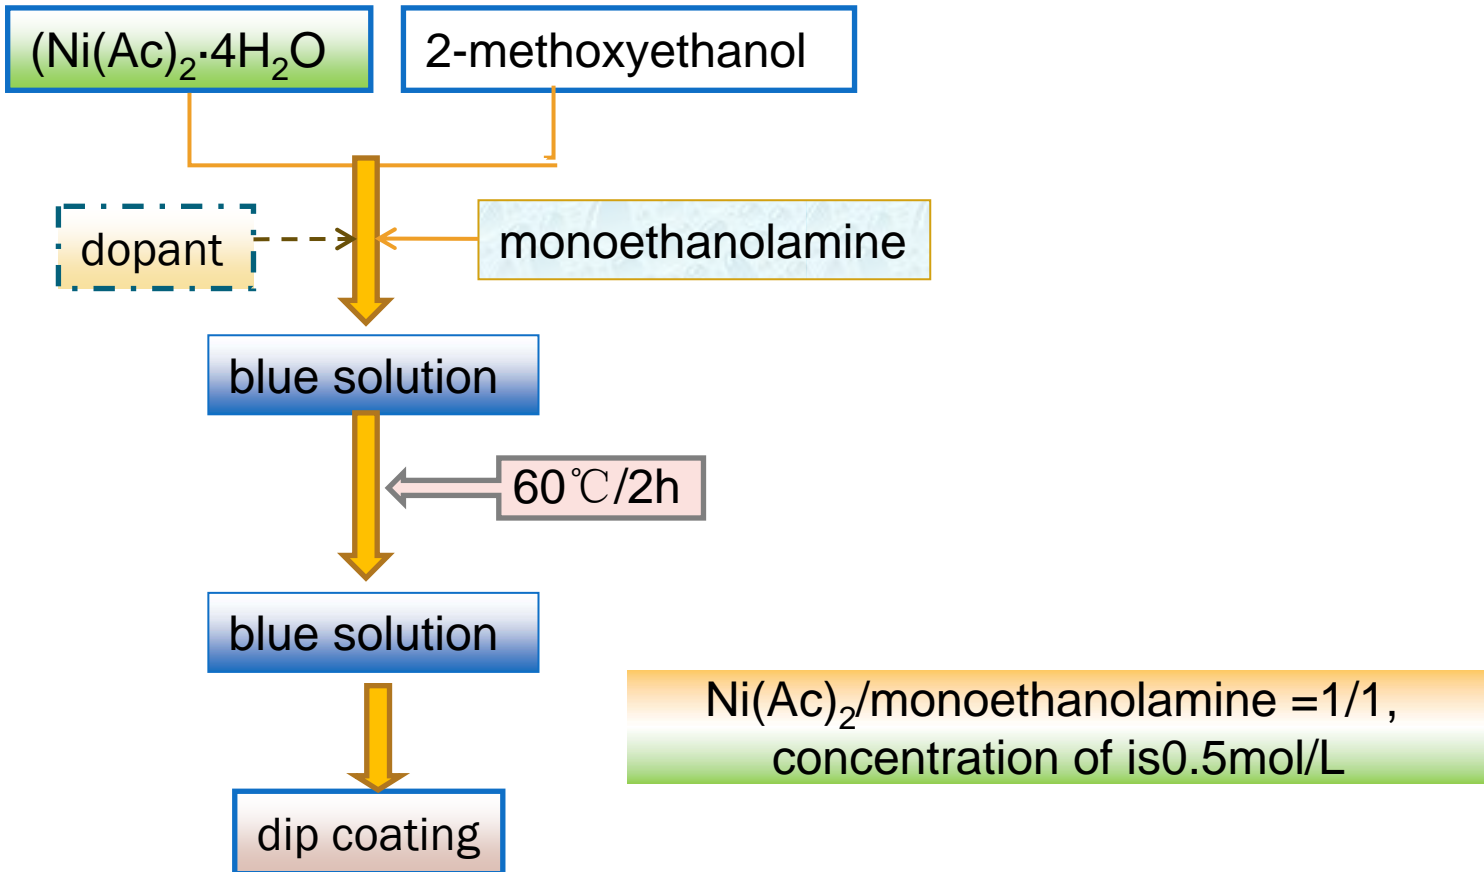 (Ni(Ac)₂·4H₂O
2-methoxyethanol
dopant
monoethanolamine
blue solution
60℃/2h
blue solution
Ni(Ac)₂/monoethanolamine =1/1,
concentration of is0.5mol/L
dip coating